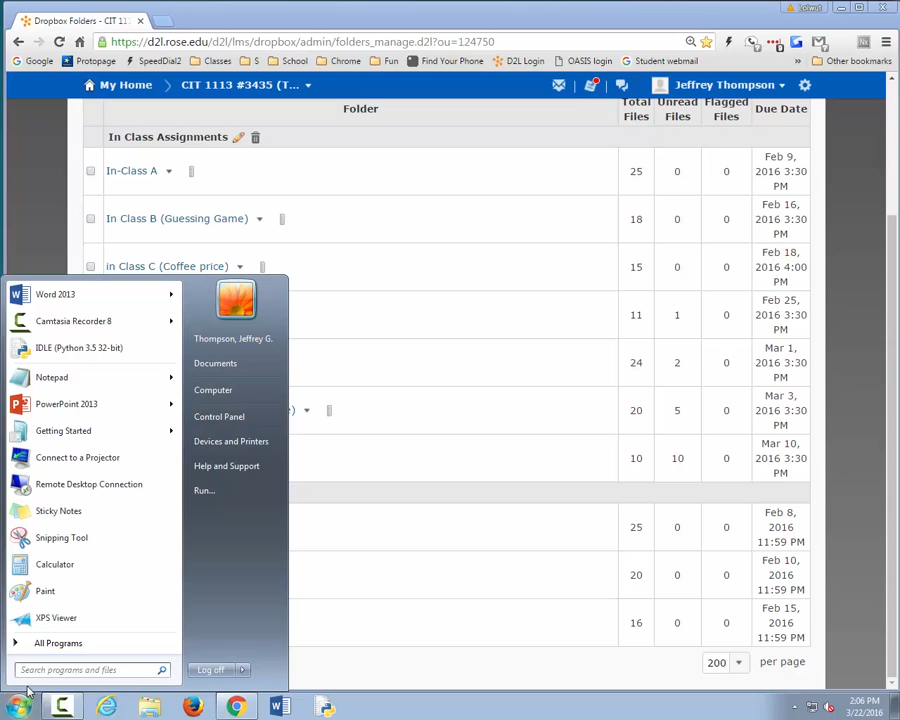 Dropbox Folders - CIT 1113
Lolwut
https://d2l.rose.edu/d2l/lms/dropbox/admin/folders_manage.d2l?ou=124750
Google Protopage SpeedDial2 Classes S School Chrome Fun Find Your Phone D2L Login OASIS login Student webmail » Other bookmarks
My Home CIT 1113 #3435 (T... Jeffrey Thompson
Folder Total Files Unread Files Flagged Files Due Date
In Class Assignments
In-Class A 25 0 0 Feb 9, 2016 3:30 PM
In Class B (Guessing Game) 18 0 0 Feb 16, 2016 3:30 PM
in Class C (Coffee price) 15 0 0 Feb 18, 2016 4:00 PM
11 1 0 Feb 25, 2016 3:30 PM
24 2 0 Mar 1, 2016 3:30 PM
20 5 0 Mar 3, 2016 3:30 PM
10 10 0 Mar 10, 2016 3:30 PM
25 0 0 Feb 8, 2016 11:59 PM
20 0 0 Feb 10, 2016 11:59 PM
16 0 0 Feb 15, 2016 11:59 PM
200 per page
Word 2013
Camtasia Recorder 8
IDLE (Python 3.5 32-bit)
Notepad
PowerPoint 2013
Getting Started
Connect to a Projector
Remote Desktop Connection
Sticky Notes
Snipping Tool
Calculator
Paint
XPS Viewer
All Programs
Search programs and files
Thompson, Jeffrey G.
Documents
Computer
Control Panel
Devices and Printers
Help and Support
Run...
Log off
2:06 PM
3/22/2016